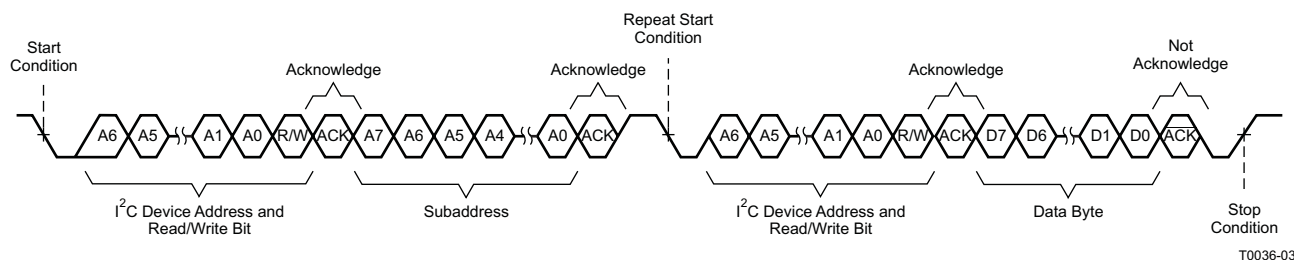 Repeat Start
Condition
Start
Condition
Not
Acknowledge
Acknowledge
Acknowledge
Acknowledge
A6 A5 A1 A0 R/W ACK A7 A6 A5 A4 A0 ACK A6 A5 A1 A0 R/W ACK D7 D6 D1 D0 A̅C̅K̅
I²C Device Address and
Read/Write Bit
Subaddress
I²C Device Address and
Read/Write Bit
Data Byte
Stop
Condition
T0036-03